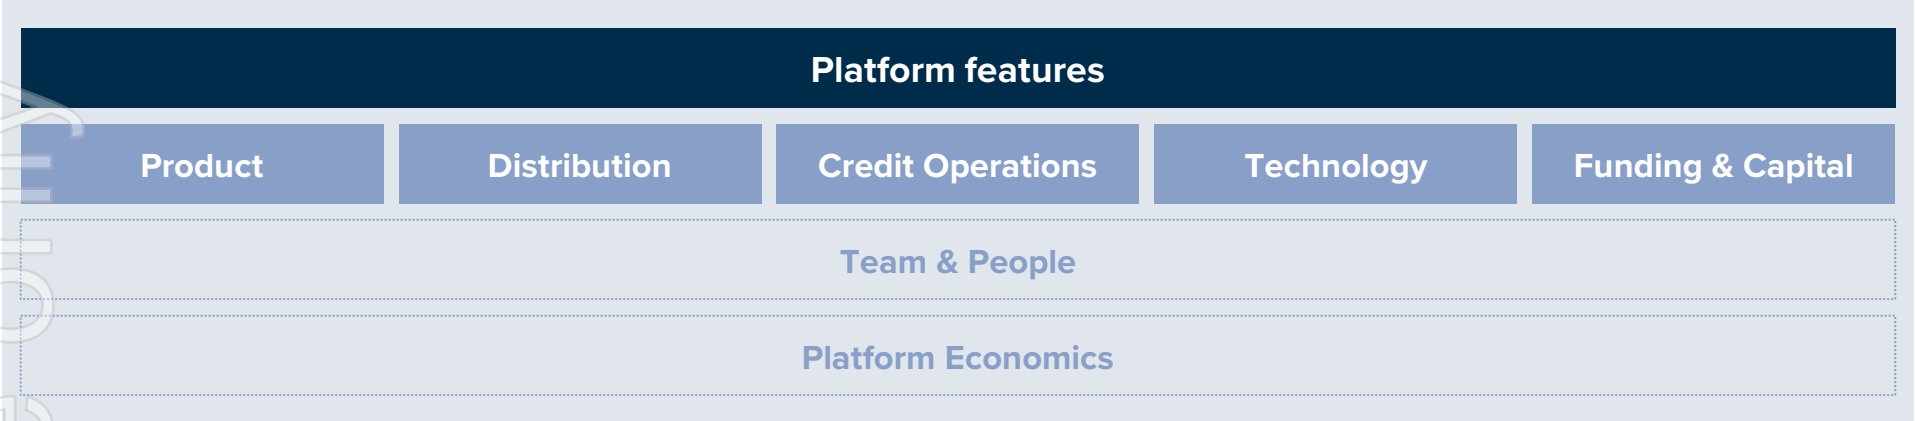 Platform features
Product
Distribution
Credit Operations
Technology
Funding & Capital
Team & People
Platform Economics